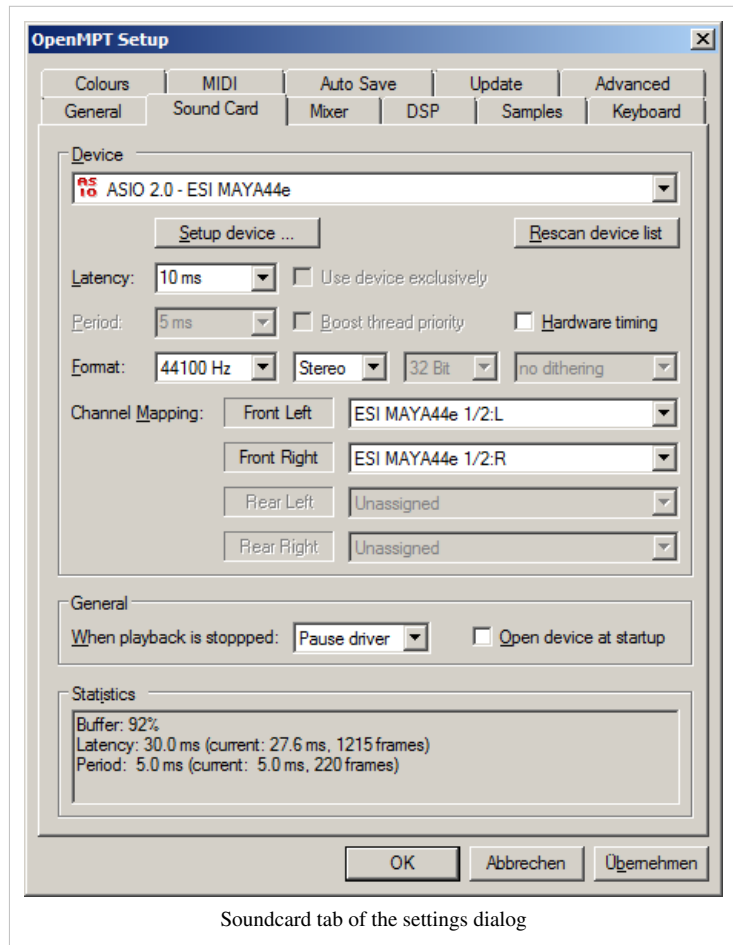 OpenMPT Setup
Colours MIDI Auto Save Update Advanced
General Sound Card Mixer DSP Samples Keyboard
Device
ASIO ASIO 2.0 - ESI MAYA44e
Setup device ... Rescan device list
Latency: 10 ms Use device exclusively
Period: 5 ms Boost thread priority Hardware timing
Format: 44100 Hz Stereo 32 Bit no dithering
Channel Mapping: Front Left ESI MAYA44e 1/2:L
Front Right ESI MAYA44e 1/2:R
Rear Left Unassigned
Rear Right Unassigned
General
When playback is stoppped: Pause driver Open device at startup
Statistics
Buffer: 92%
Latency: 30.0 ms (current: 27.6 ms, 1215 frames)
Period: 5.0 ms (current: 5.0 ms, 220 frames)
OK Abbrechen Übernehmen
Soundcard tab of the settings dialog